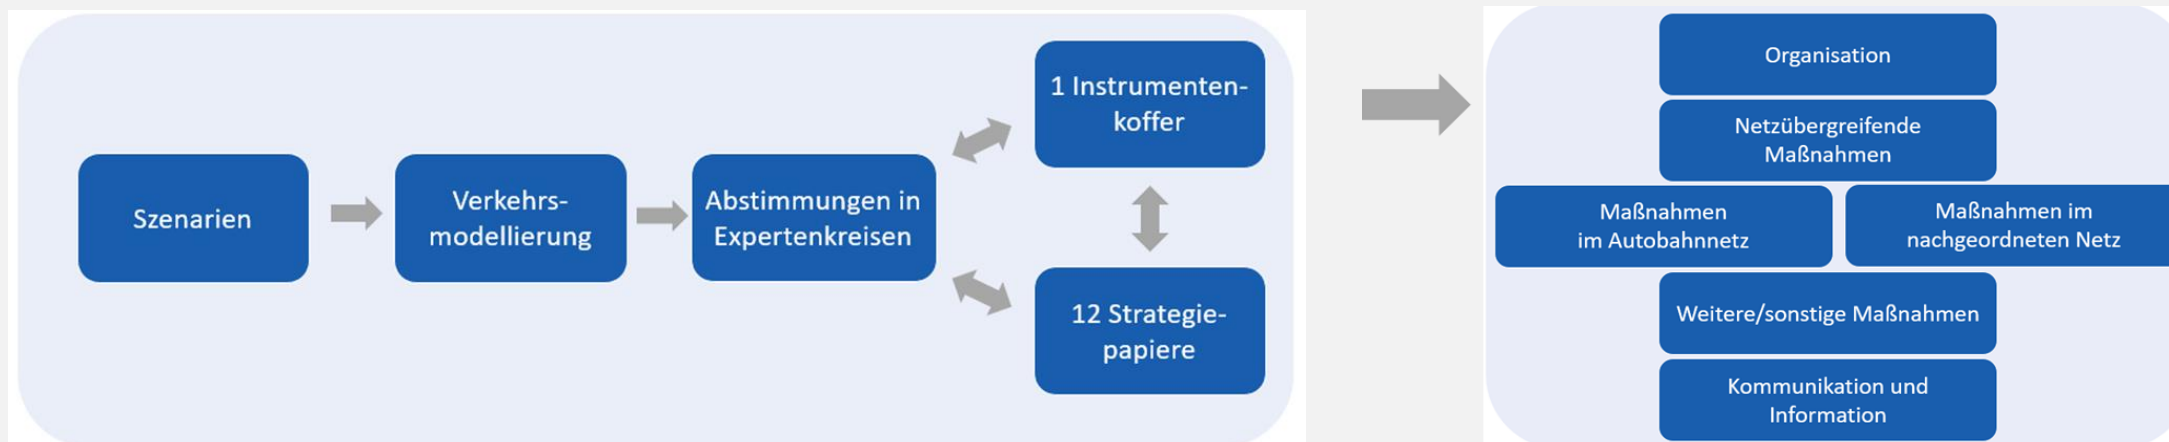 Szenarien
Verkehrs-
modellierung
Abstimmungen in
Expertenkreisen
1 Instrumenten-
koffer
12 Strategie-
papiere
Organisation
Netzübergreifende
Maßnahmen
Maßnahmen
im Autobahnnetz
Maßnahmen im
nachgeordneten Netz
Weitere/sonstige Maßnahmen
Kommunikation und
Information